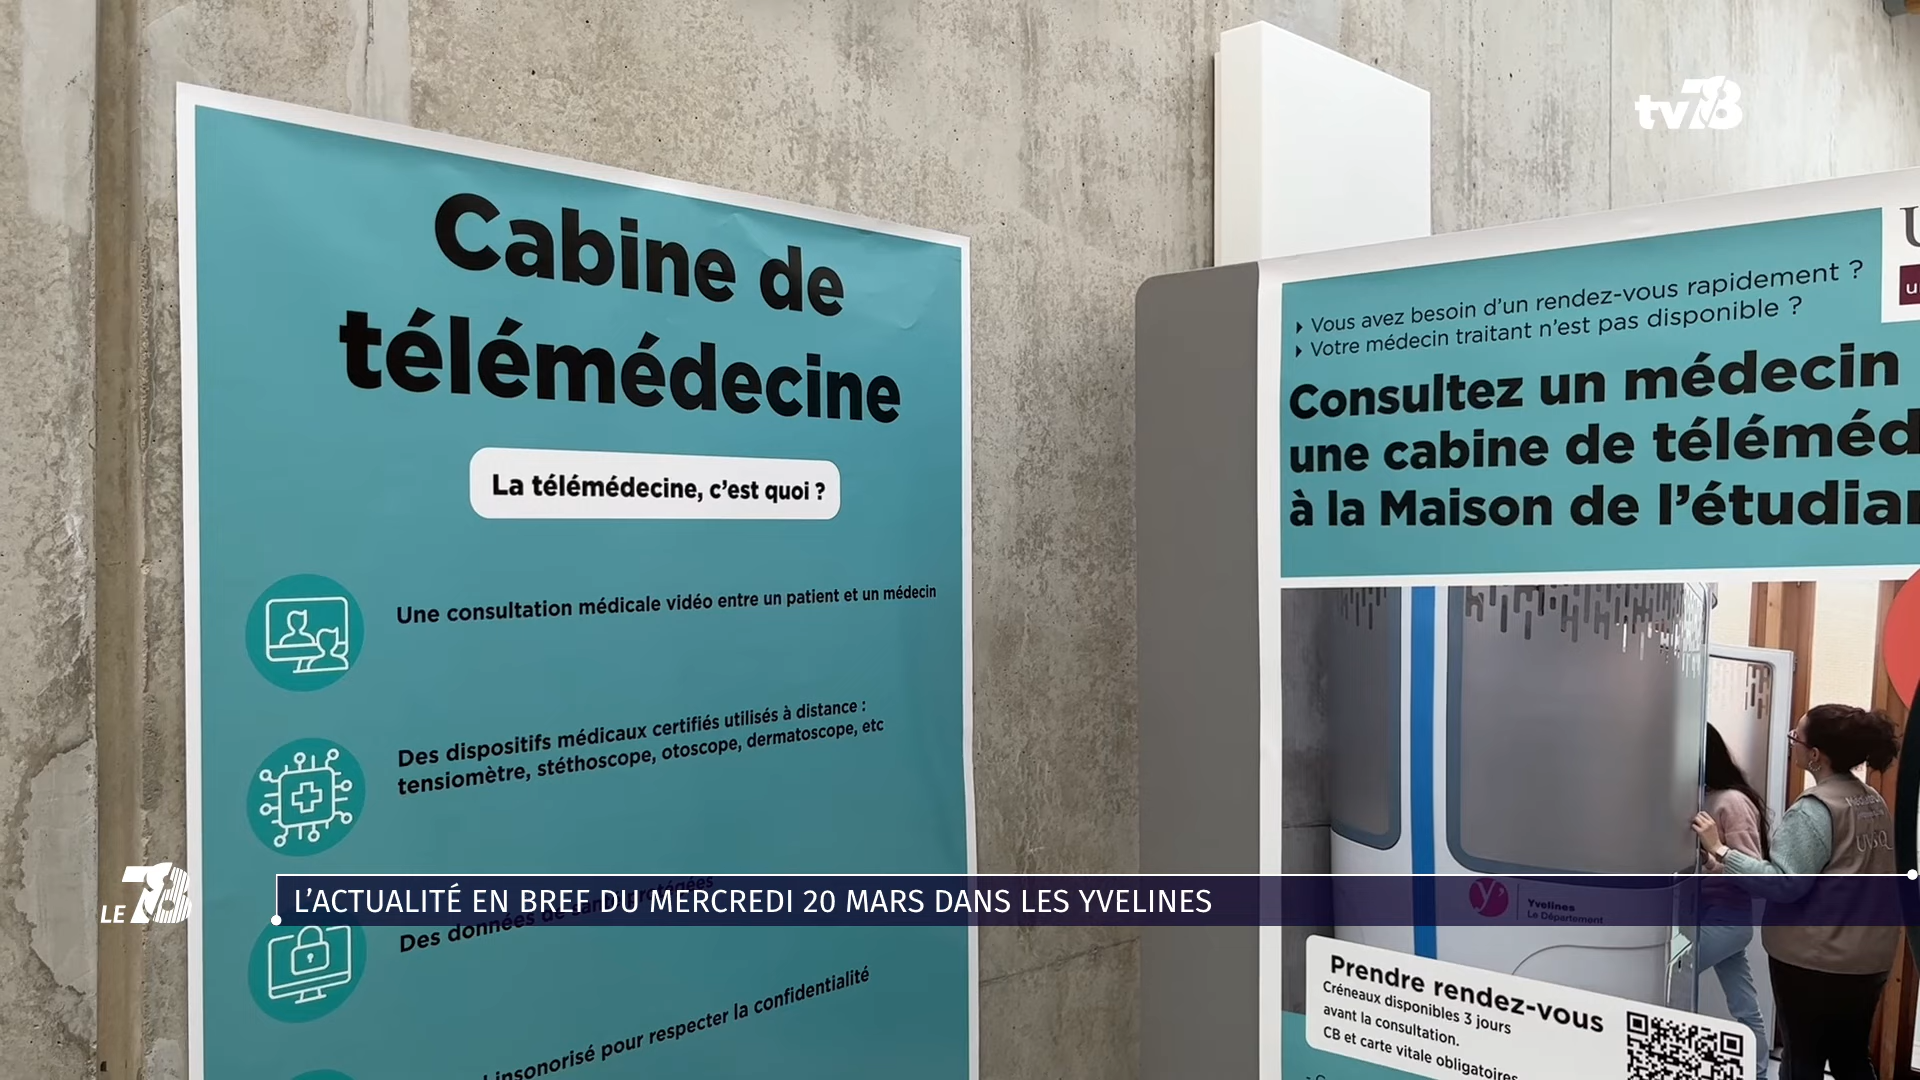 tv78
Cabine de
télémédecine
La télémédecine, c'est quoi ?
Une consultation médicale vidéo entre un patient et un médecin
Des dispositifs médicaux certifiés utilisés à distance :
tensiomètre, stéthoscope, otoscope, dermatoscope, etc
Des données
insonorisé pour respecter la confidentialité
Vous avez besoin d'un rendez-vous rapidement ?
Votre médecin traitant n'est pas disponible ?
Consultez un médecin
une cabine de téléméd
à la Maison de l'étudian
UVSQ
Yvelines
Le Département
Prendre rendez-vous
Créneaux disponibles 3 jours
avant la consultation.
CB et carte vitale obligatoires
LE 78
L'ACTUALITÉ EN BREF DU MERCREDI 20 MARS DANS LES YVELINES